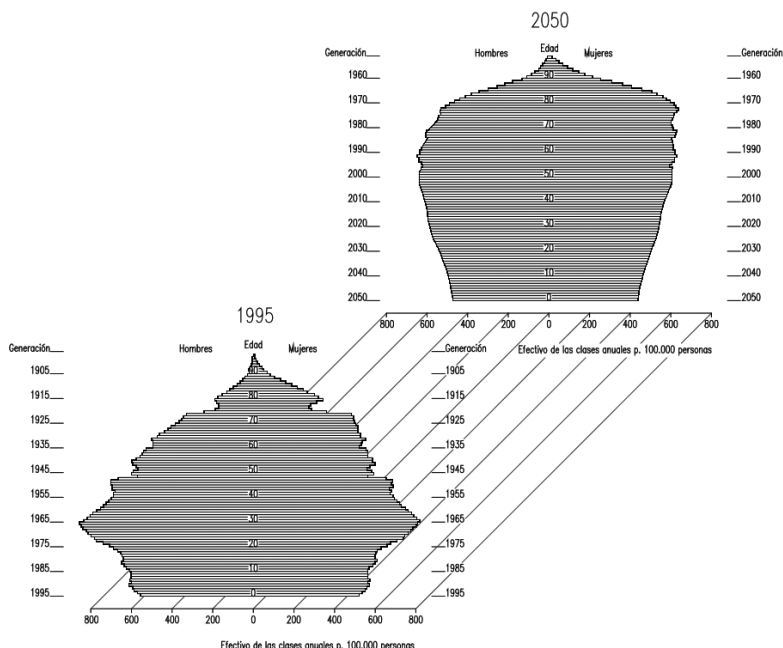 2050
Generación Hombres Edad Mujeres Generación
1960 90 1960
1970 80 1970
1980 70 1980
1990 60 1990
2000 50 2000
2010 40 2010
2020 30 2020
2030 20 2030
2040 10 2040
2050 0 2050
800 600 400 200 0 200 400 600 800
Efectivo de las clases anuales p. 100.000 personas
1995
Generación Hombres Edad Mujeres Generación
1905 90 1905
1915 80 1915
1925 70 1925
1935 60 1935
1945 50 1945
1955 40 1955
1965 30 1965
1975 20 1975
1985 10 1985
1995 0 1995
800 600 400 200 0 200 400 600 800
Efectivo de las clases anuales p. 100.000 personas